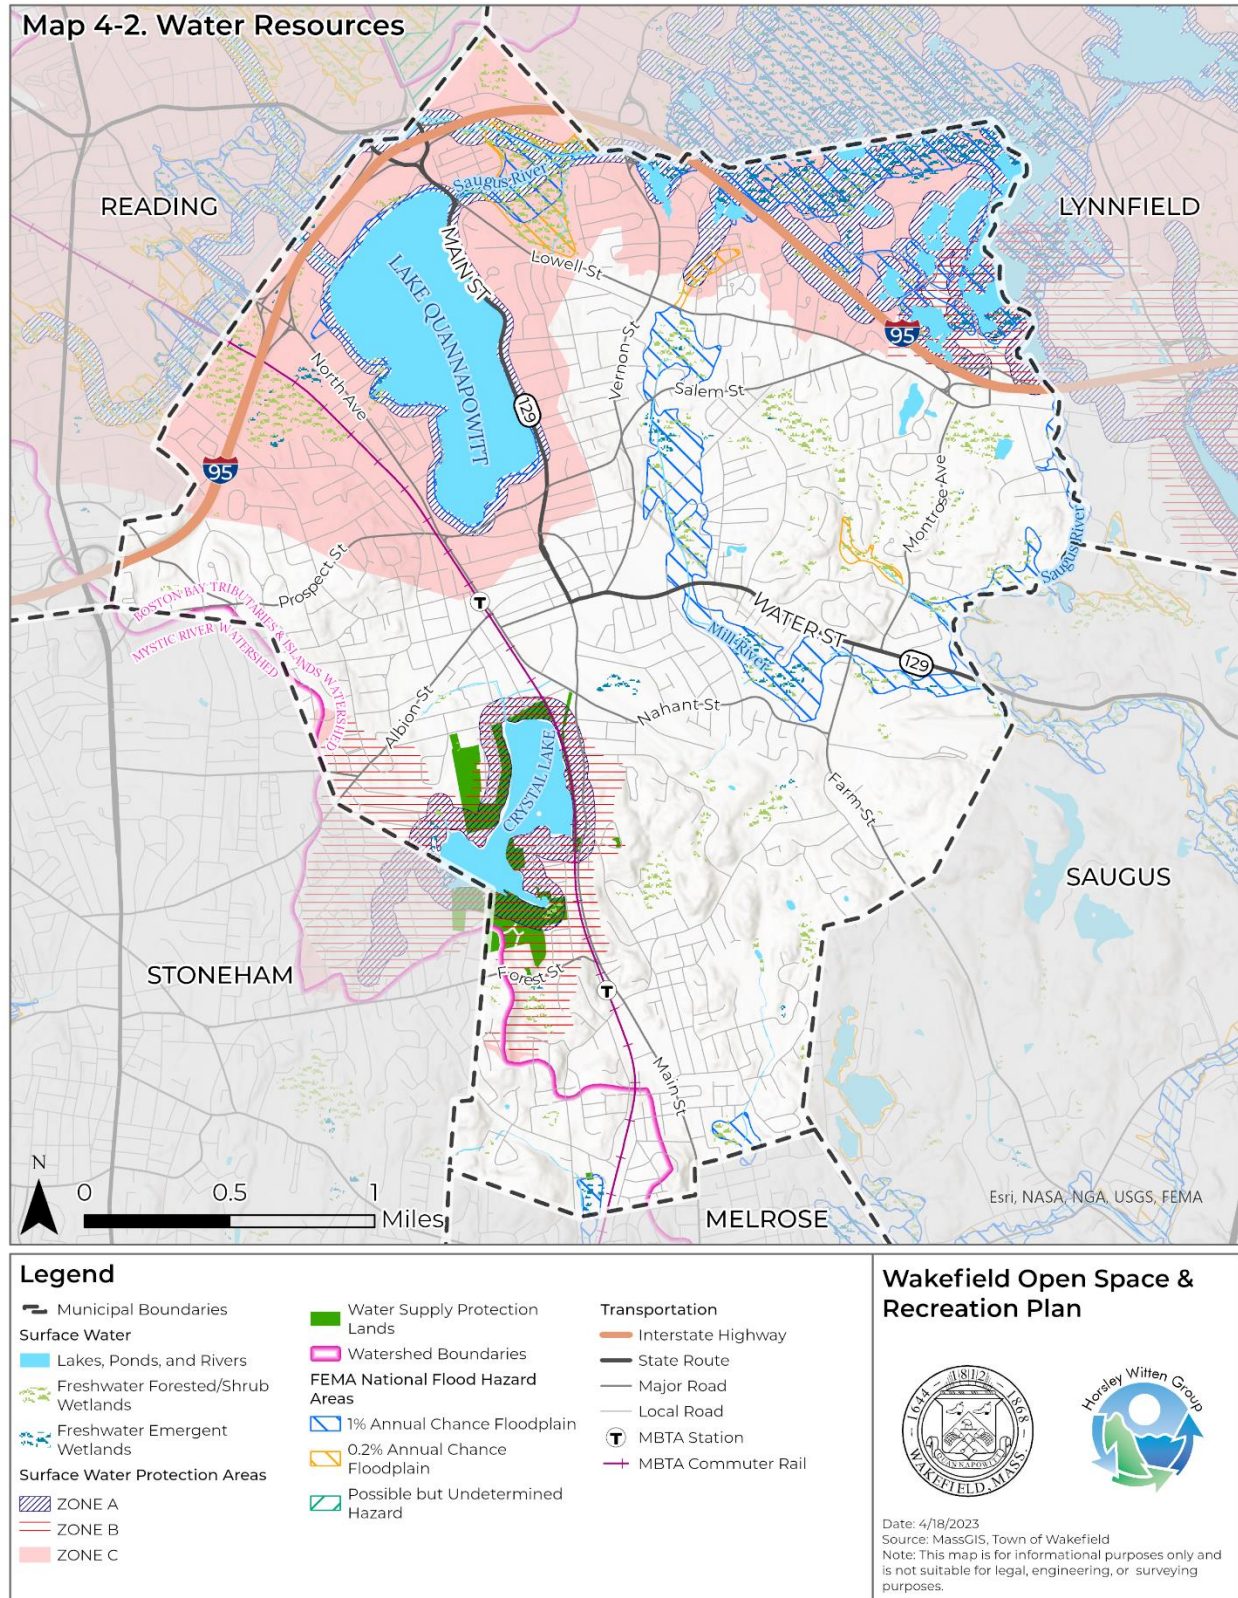 Map 4-2. Water Resources
READING
LYNNFIELD
Saugus River
MAIN ST
LAKE QUANNAPOWITT
Lowell St
Vernon St
95
North Ave
Salem St
129
95
Montrose Ave
Saugus River
Prospect St
T
BOSTON BAY TRIBUTARIES & ISLANDS WATERSHED
MYSTIC RIVER WATERSHED
WATER ST
Mill River
129
Albion St
Nahant St
CRYSTAL LAKE
Farm St
SAUGUS
STONEHAM
Forest St
T
Main St
N
0 0.5 1
Miles
MELROSE
Esri, NASA, NGA, USGS, FEMA
Legend
Municipal Boundaries
Surface Water
Lakes, Ponds, and Rivers
Freshwater Forested/Shrub
Wetlands
Freshwater Emergent
Wetlands
Surface Water Protection Areas
ZONE A
ZONE B
ZONE C
Water Supply Protection
Lands
Watershed Boundaries
FEMA National Flood Hazard
Areas
1% Annual Chance Floodplain
0.2% Annual Chance
Floodplain
Possible but Undetermined
Hazard
Transportation
Interstate Highway
State Route
Major Road
Local Road
T MBTA Station
MBTA Commuter Rail
Wakefield Open Space &
Recreation Plan
1644 – 1812 – 1868
QUANNAPOWITT
WAKEFIELD, MASS.
Horsley Witten Group
Date: 4/18/2023
Source: MassGIS, Town of Wakefield
Note: This map is for informational purposes only and
is not suitable for legal, engineering, or surveying
purposes.